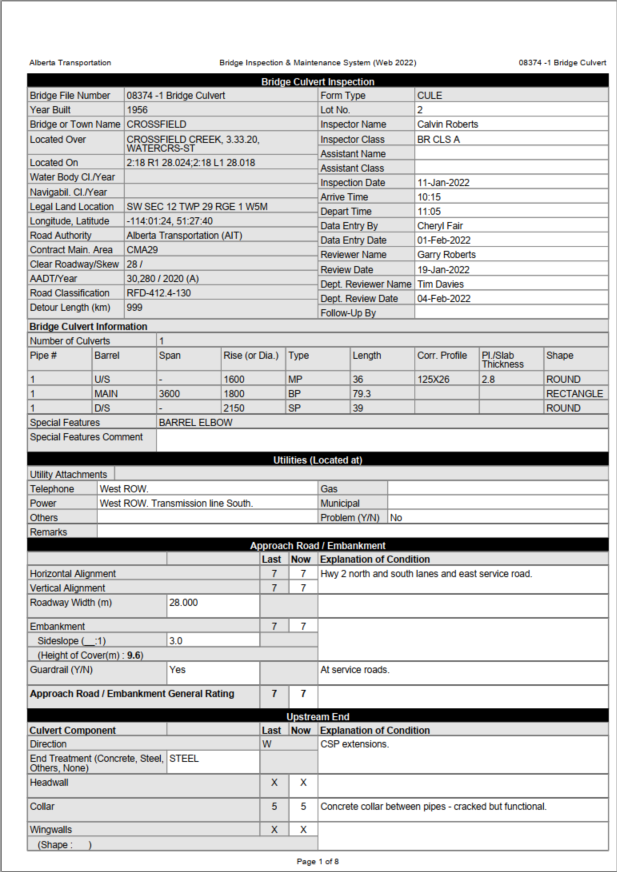 Alberta Transportation Bridge Inspection & Maintenance System (Web 2022) 08374 -1 Bridge Culvert
Bridge Culvert Inspection
Bridge File Number 08374 -1 Bridge Culvert Form Type CULE
Year Built 1956 Lot No. 2
Bridge or Town Name CROSSFIELD Inspector Name Calvin Roberts
Located Over CROSSFIELD CREEK, 3.33.20, WATERCRS-ST Inspector Class BR CLS A
Assistant Name
Located On 2:18 R1 28.024;2:18 L1 28.018 Assistant Class
Water Body Cl./Year Inspection Date 11-Jan-2022
Navigabil. Cl./Year Arrive Time 10:15
Legal Land Location SW SEC 12 TWP 29 RGE 1 W5M Depart Time 11:05
Longitude, Latitude -114:01:24, 51:27:40 Data Entry By Cheryl Fair
Road Authority Alberta Transportation (AIT) Data Entry Date 01-Feb-2022
Contract Main. Area CMA29 Reviewer Name Garry Roberts
Clear Roadway/Skew 28 / Review Date 19-Jan-2022
AADT/Year 30,280 / 2020 (A) Dept. Reviewer Name Tim Davies
Road Classification RFD-412.4-130 Dept. Review Date 04-Feb-2022
Detour Length (km) 999 Follow-Up By
Bridge Culvert Information
Number of Culverts 1
Pipe # Barrel Span Rise (or Dia.) Type Length Corr. Profile Pl./Slab Thickness Shape
1 U/S - 1600 MP 36 125X26 2.8 ROUND
1 MAIN 3600 1800 BP 79.3 RECTANGLE
1 D/S - 2150 SP 39 ROUND
Special Features BARREL ELBOW
Special Features Comment
Utilities (Located at)
Utility Attachments
Telephone West ROW. Gas
Power West ROW. Transmission line South. Municipal
Others Problem (Y/N) No
Remarks
Approach Road / Embankment
Last Now Explanation of Condition
Horizontal Alignment 7 7 Hwy 2 north and south lanes and east service road.
Vertical Alignment 7 7
Roadway Width (m) 28.000
Embankment 7 7
Sideslope (__:1) 3.0
(Height of Cover(m) : 9.6)
Guardrail (Y/N) Yes At service roads.
Approach Road / Embankment General Rating 7 7
Upstream End
Culvert Component Last Now Explanation of Condition
Direction W CSP extensions.
End Treatment (Concrete, Steel, Others, None) STEEL
Headwall X X
Collar 5 5 Concrete collar between pipes - cracked but functional.
Wingwalls X X
(Shape : )
Page 1 of 8